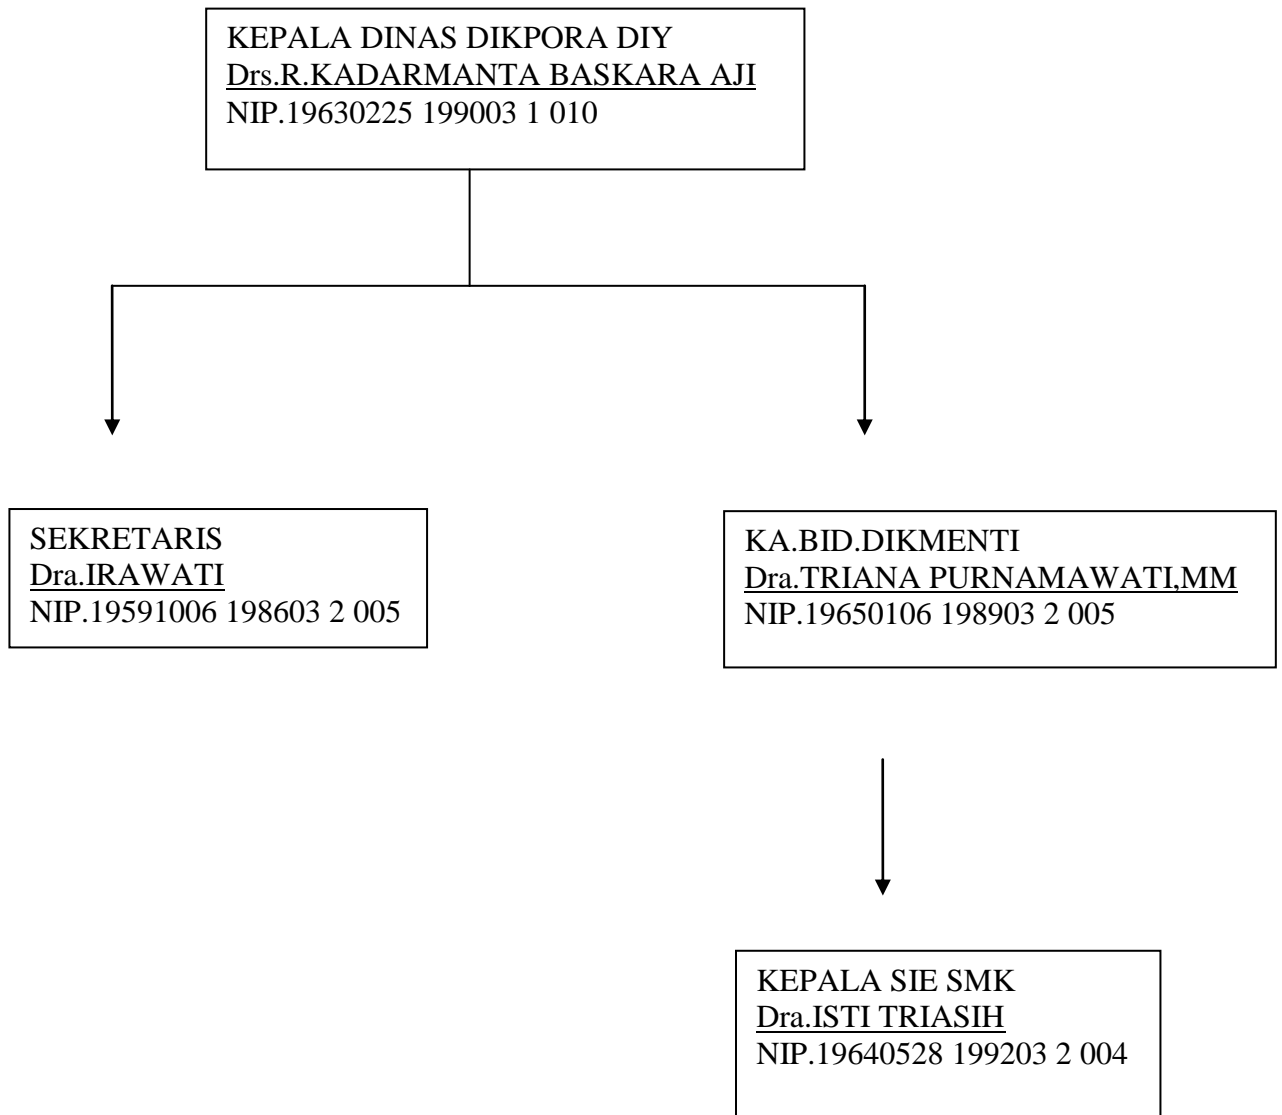 KEPALA DINAS DIKPORA DIY
Drs.R.KADARMANTA BASKARA AJI
NIP.19630225 199003 1 010
SEKRETARIS
Dra.IRAWATI
NIP.19591006 198603 2 005
KA.BID.DIKMENTI
Dra.TRIANA PURNAMAWATI,MM
NIP.19650106 198903 2 005
KEPALA SIE SMK
Dra.ISTI TRIASIH
NIP.19640528 199203 2 004